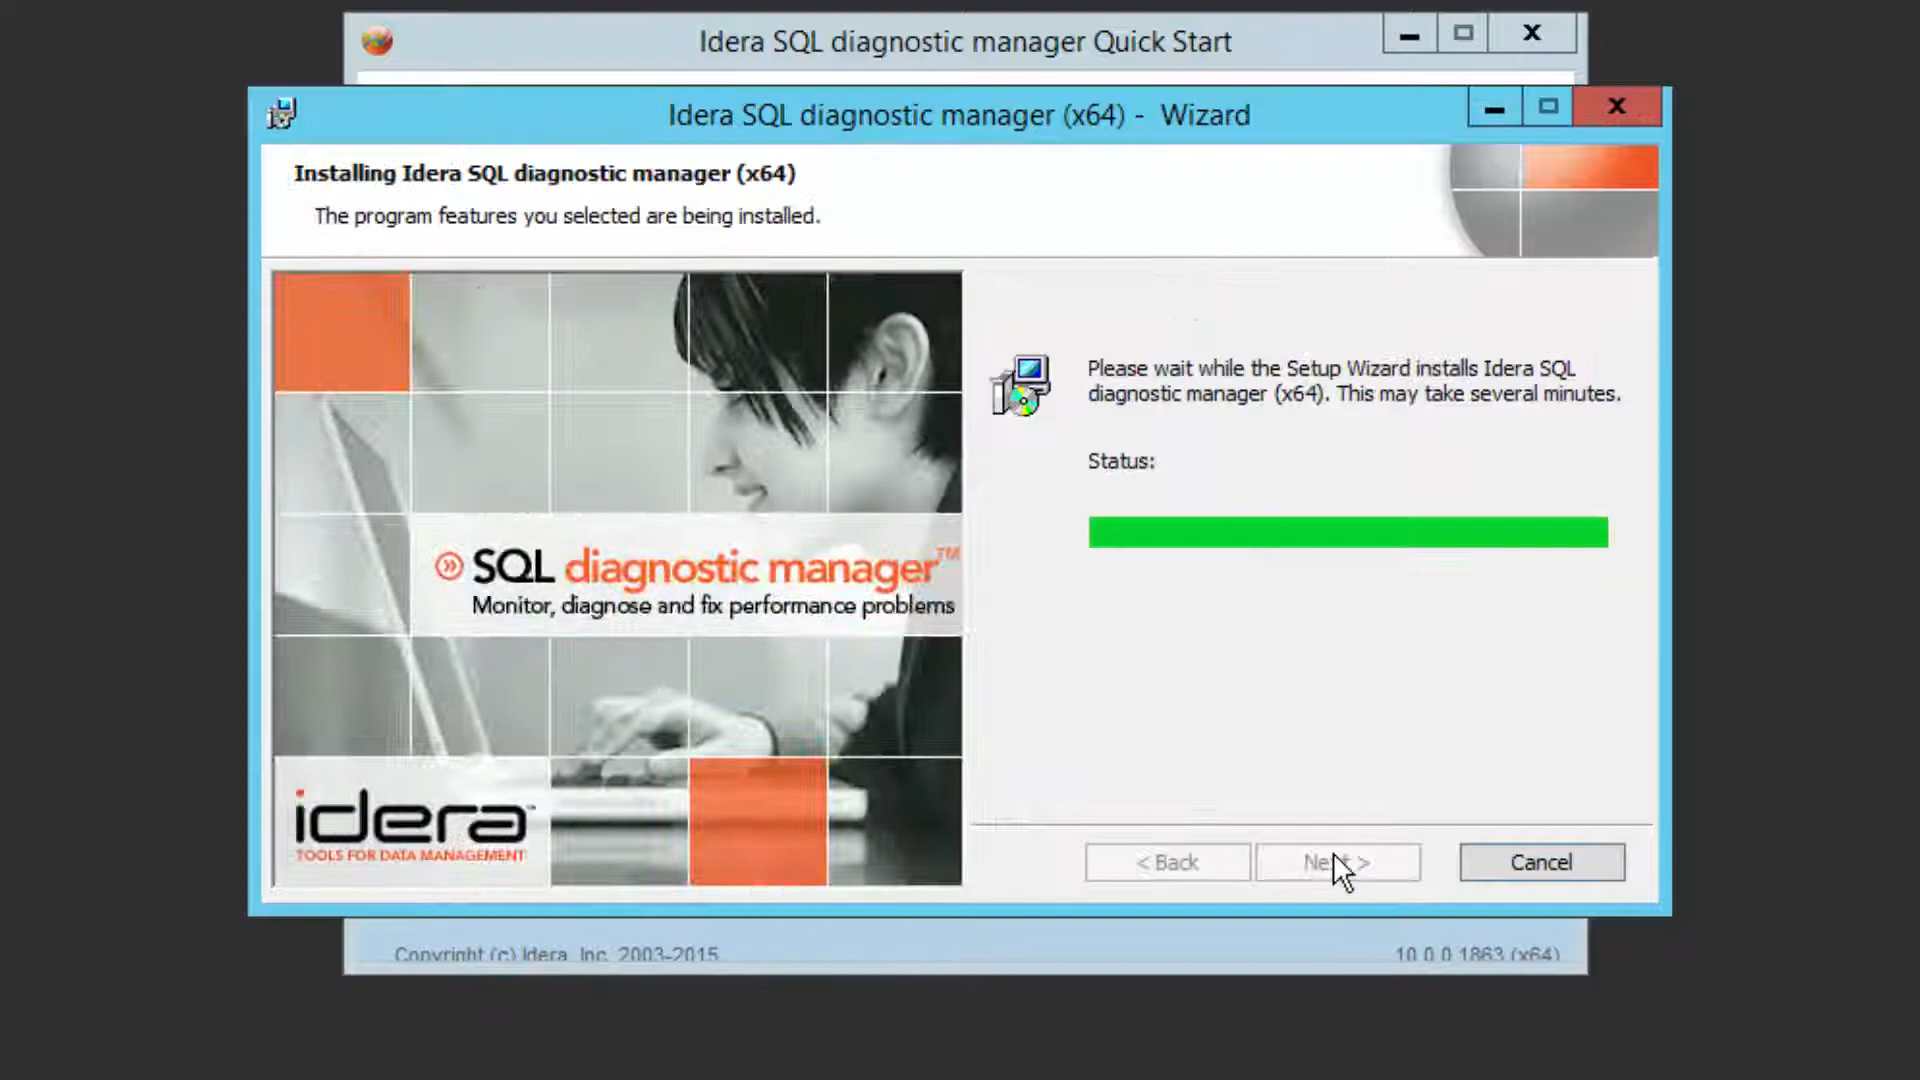 Idera SQL diagnostic manager Quick Start
Idera SQL diagnostic manager (x64) - Wizard
Installing Idera SQL diagnostic manager (x64)
The program features you selected are being installed.
Please wait while the Setup Wizard installs Idera SQL
diagnostic manager (x64). This may take several minutes.
Status:
SQL diagnostic manager™
Monitor, diagnose and fix performance problems
idera™
TOOLS FOR DATA MANAGEMENT
< Back
Next >
Cancel
Copyright (c) Idera, Inc. 2003-2015
10.0.0.1863 (x64)